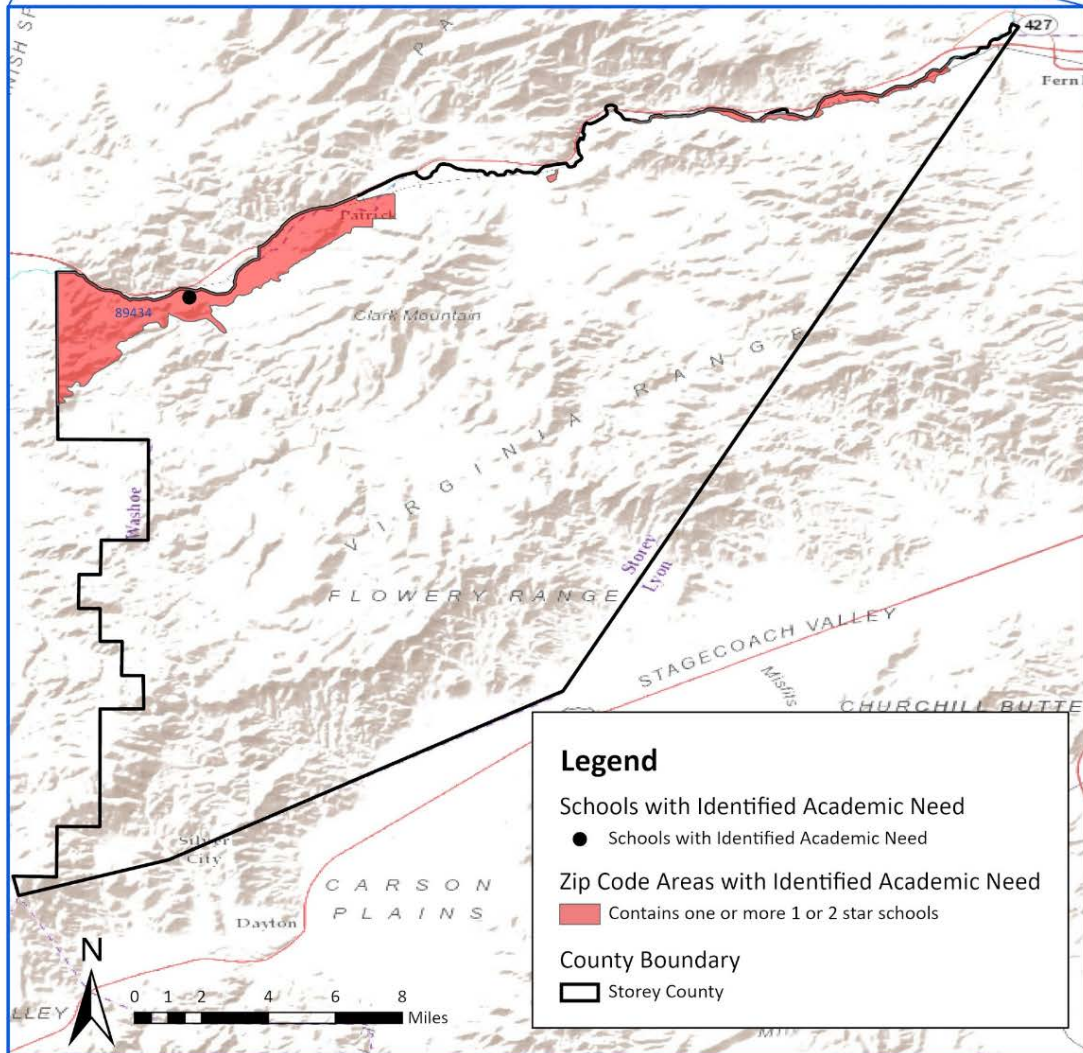 427
Patrick
89434
Clark Mountain
VIRGINIA RANGE
Washoe
Storey
Lyon
FLOWERY RANGE
STAGECOACH VALLEY
Misfits
CHURCHILL BUTTE
Silver
City
CARSON
PLAINS
Dayton
N
0 1 2 4 6 8
Miles
Legend
Schools with Identified Academic Need
Schools with Identified Academic Need
Zip Code Areas with Identified Academic Need
Contains one or more 1 or 2 star schools
County Boundary
Storey County